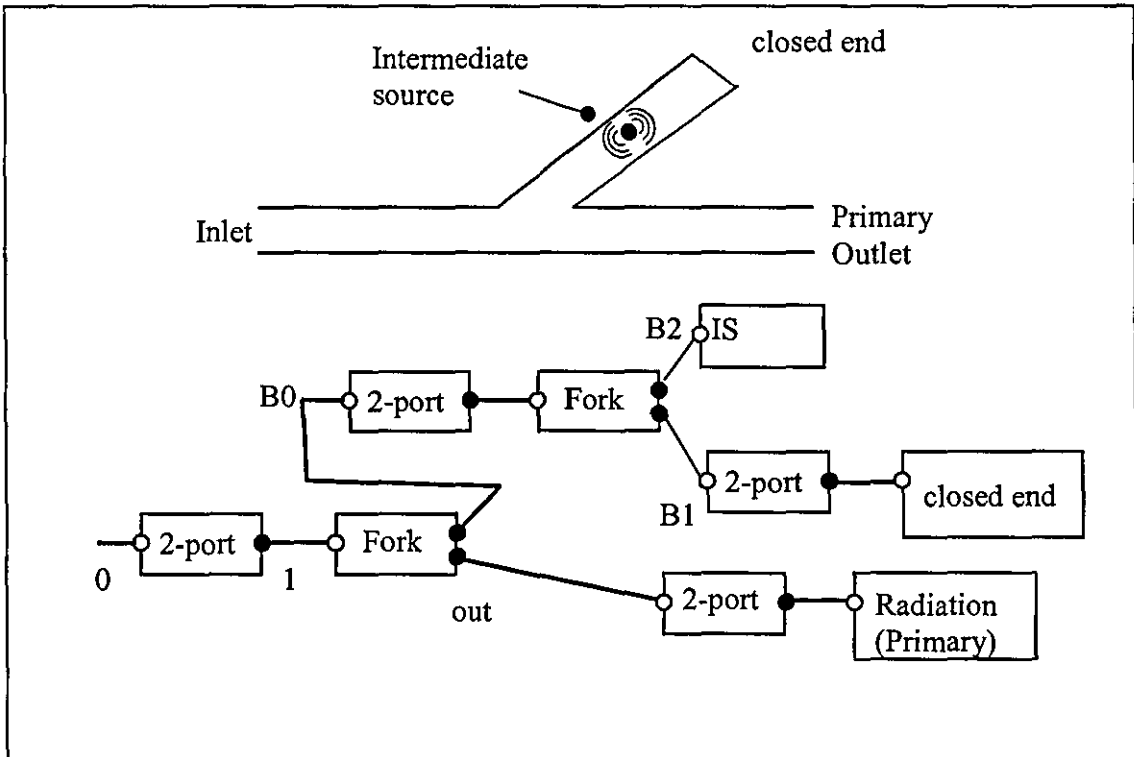 closed end
Intermediate
source
Inlet
Primary
Outlet
B2
IS
B0
2-port
Fork
2-port
closed end
B1
2-port
Fork
0
1
out
2-port
Radiation
(Primary)